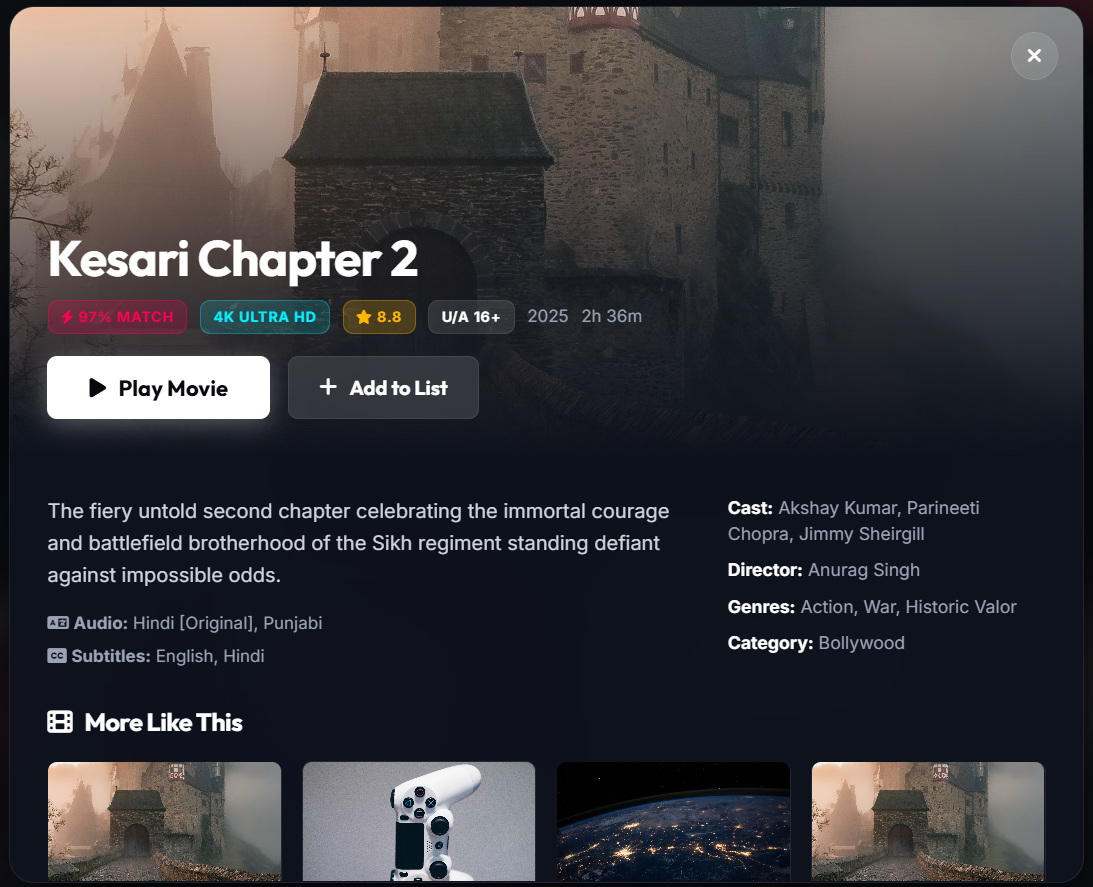 Kesari Chapter 2
97% MATCH
4K ULTRA HD
8.8
U/A 16+
2025
2h 36m
Play Movie
Add to List
The fiery untold second chapter celebrating the immortal courage
and battlefield brotherhood of the Sikh regiment standing defiant
against impossible odds.
Audio: Hindi [Original], Punjabi
CC Subtitles: English, Hindi
Cast: Akshay Kumar, Parineeti
Chopra, Jimmy Sheirgill
Director: Anurag Singh
Genres: Action, War, Historic Valor
Category: Bollywood
More Like This